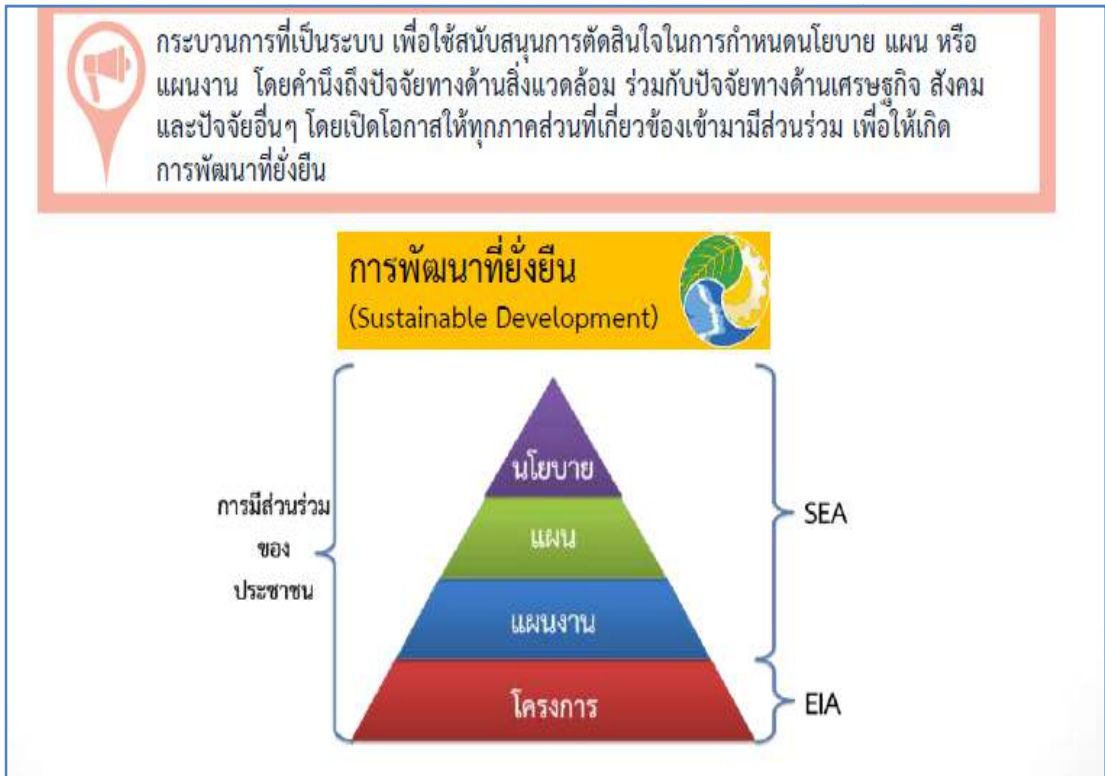 กระบวนการที่เป็นระบบ เพื่อใช้สนับสนุนการตัดสินใจในการกำหนดนโยบาย แผน หรือ
แผนงาน โดยคำนึงถึงปัจจัยทางด้านสิ่งแวดล้อม ร่วมกับปัจจัยทางด้านเศรษฐกิจ สังคม
และปัจจัยอื่นๆ โดยเปิดโอกาสให้ทุกภาคส่วนที่เกี่ยวข้องเข้ามามีส่วนร่วม เพื่อให้เกิด
การพัฒนาที่ยั่งยืน
การพัฒนาที่ยั่งยืน
(Sustainable Development)
นโยบาย
แผน
แผนงาน
โครงการ
การมีส่วนร่วม
ของ
ประชาชน
SEA
EIA